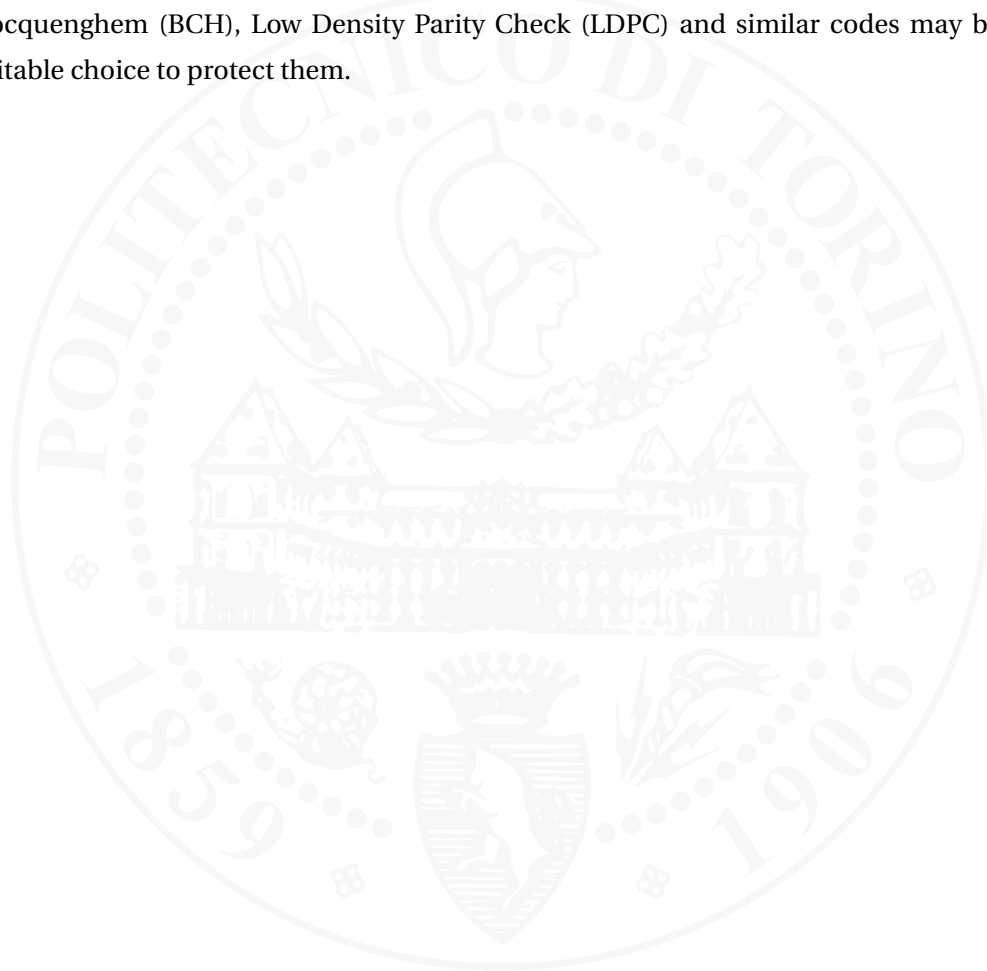 ocquenghem (BCH), Low Density Parity Check (LDPC) and similar codes may b
itable choice to protect them.
POLITECNICO DI TORINO
1859
1906